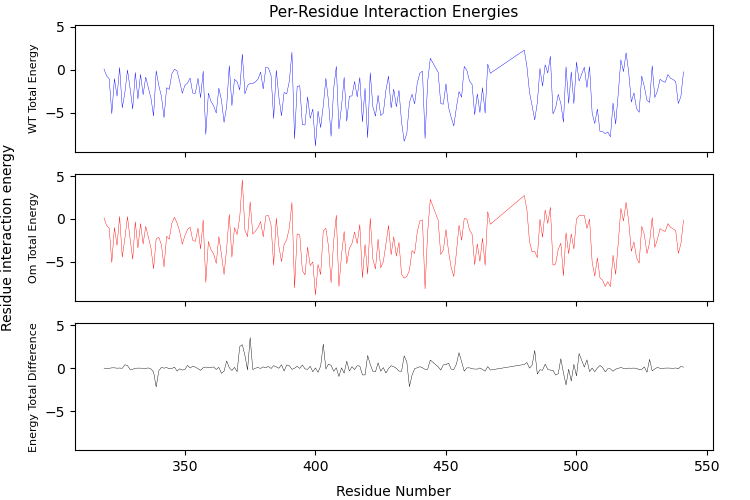 Per-Residue Interaction Energies
Residue interaction energy
WT Total Energy
5
0
−5
Om Total Energy
5
0
−5
Energy Total Difference
5
0
−5
350 400 450 500 550
Residue Number